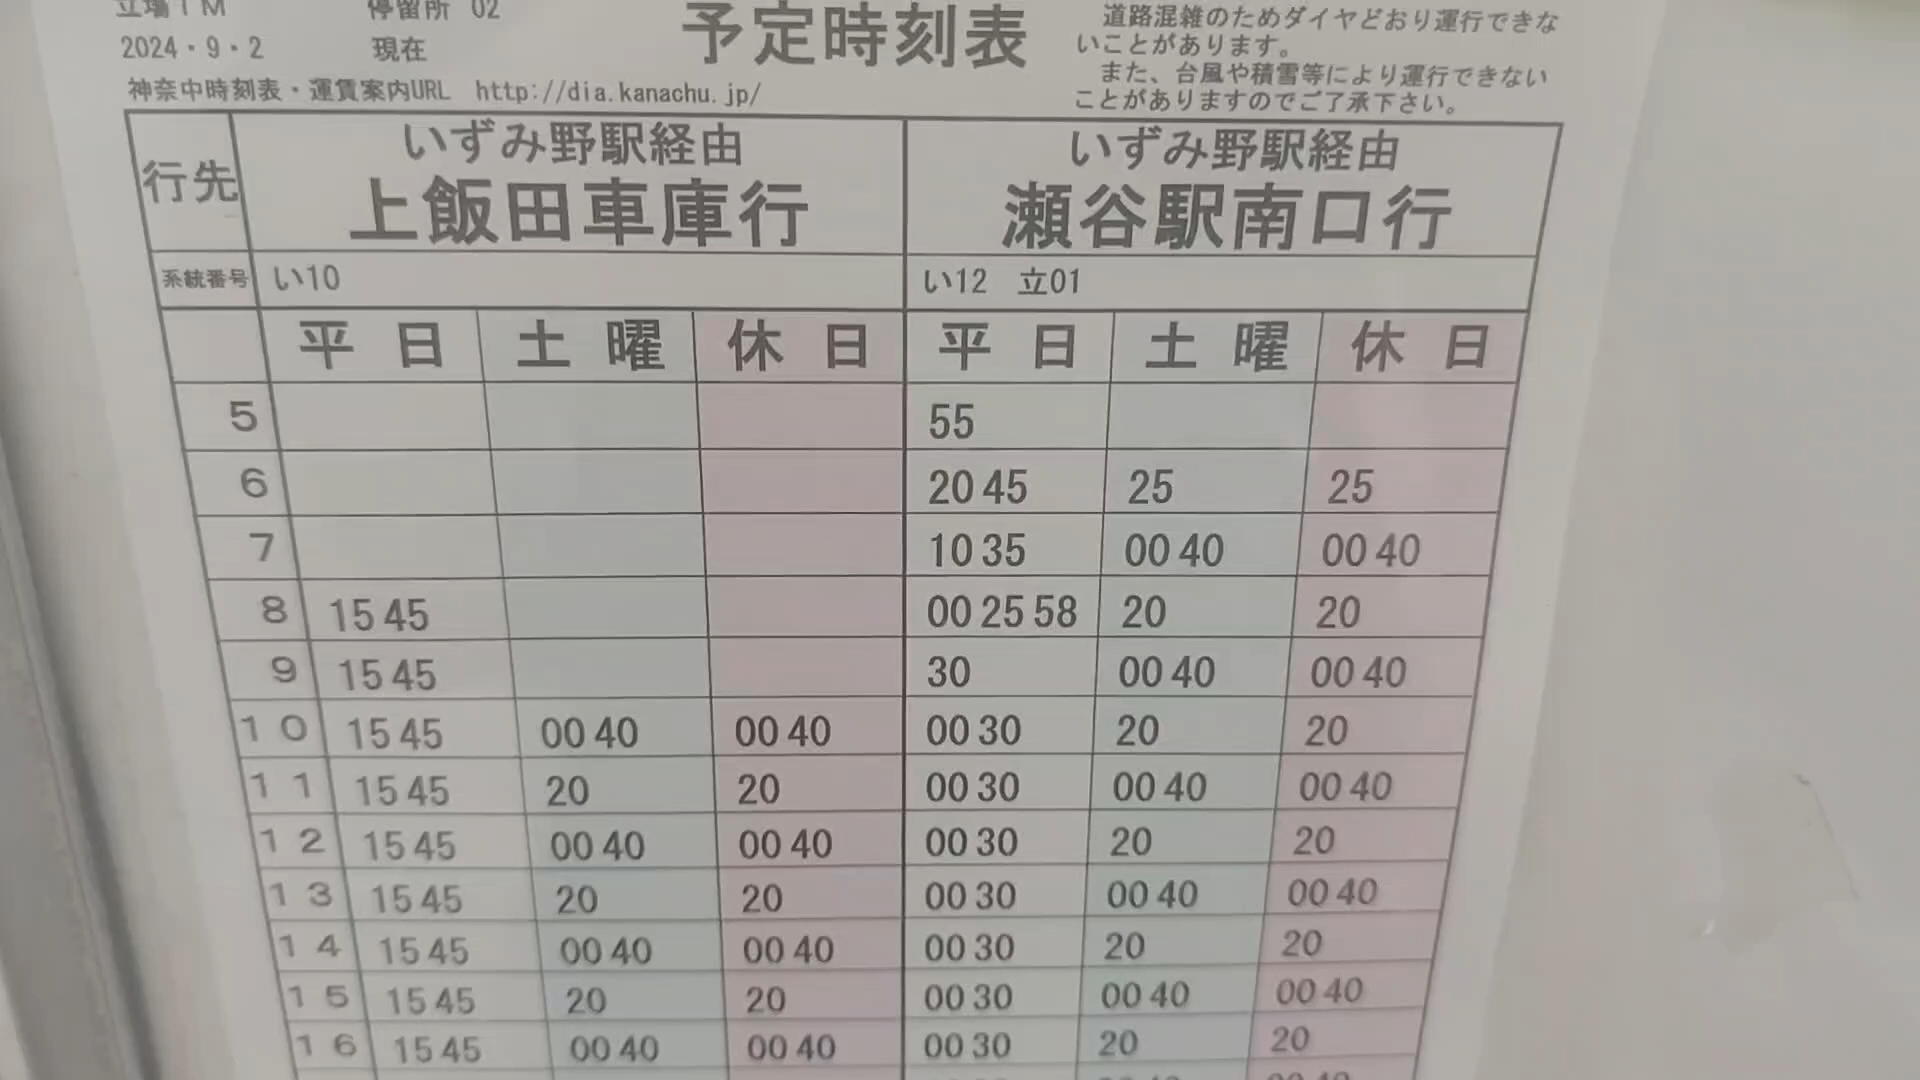 立場TM 停留所 02
2024・9・2 現在
予定時刻表
道路混雑のためダイヤどおり運行できな
いことがあります。
また、台風や積雪等により運行できない
ことがありますのでご了承下さい。
神奈中時刻表・運賃案内URL http://dia.kanachu.jp/
行先 いずみ野駅経由 いずみ野駅経由
上飯田車庫行 瀬谷駅南口行
系統番号 い10 い12 立01
平日 土曜 休日 平日 土曜 休日
5 55
6 20 45 25 25
7 10 35 00 40 00 40
8 15 45 00 25 58 20 20
9 15 45 30 00 40 00 40
10 15 45 00 40 00 40 00 30 20 20
11 15 45 20 20 00 30 00 40 00 40
12 15 45 00 40 00 40 00 30 20 20
13 15 45 20 20 00 30 00 40 00 40
14 15 45 00 40 00 40 00 30 20 20
15 15 45 20 20 00 30 00 40 00 40
16 15 45 00 40 00 40 00 30 20 20